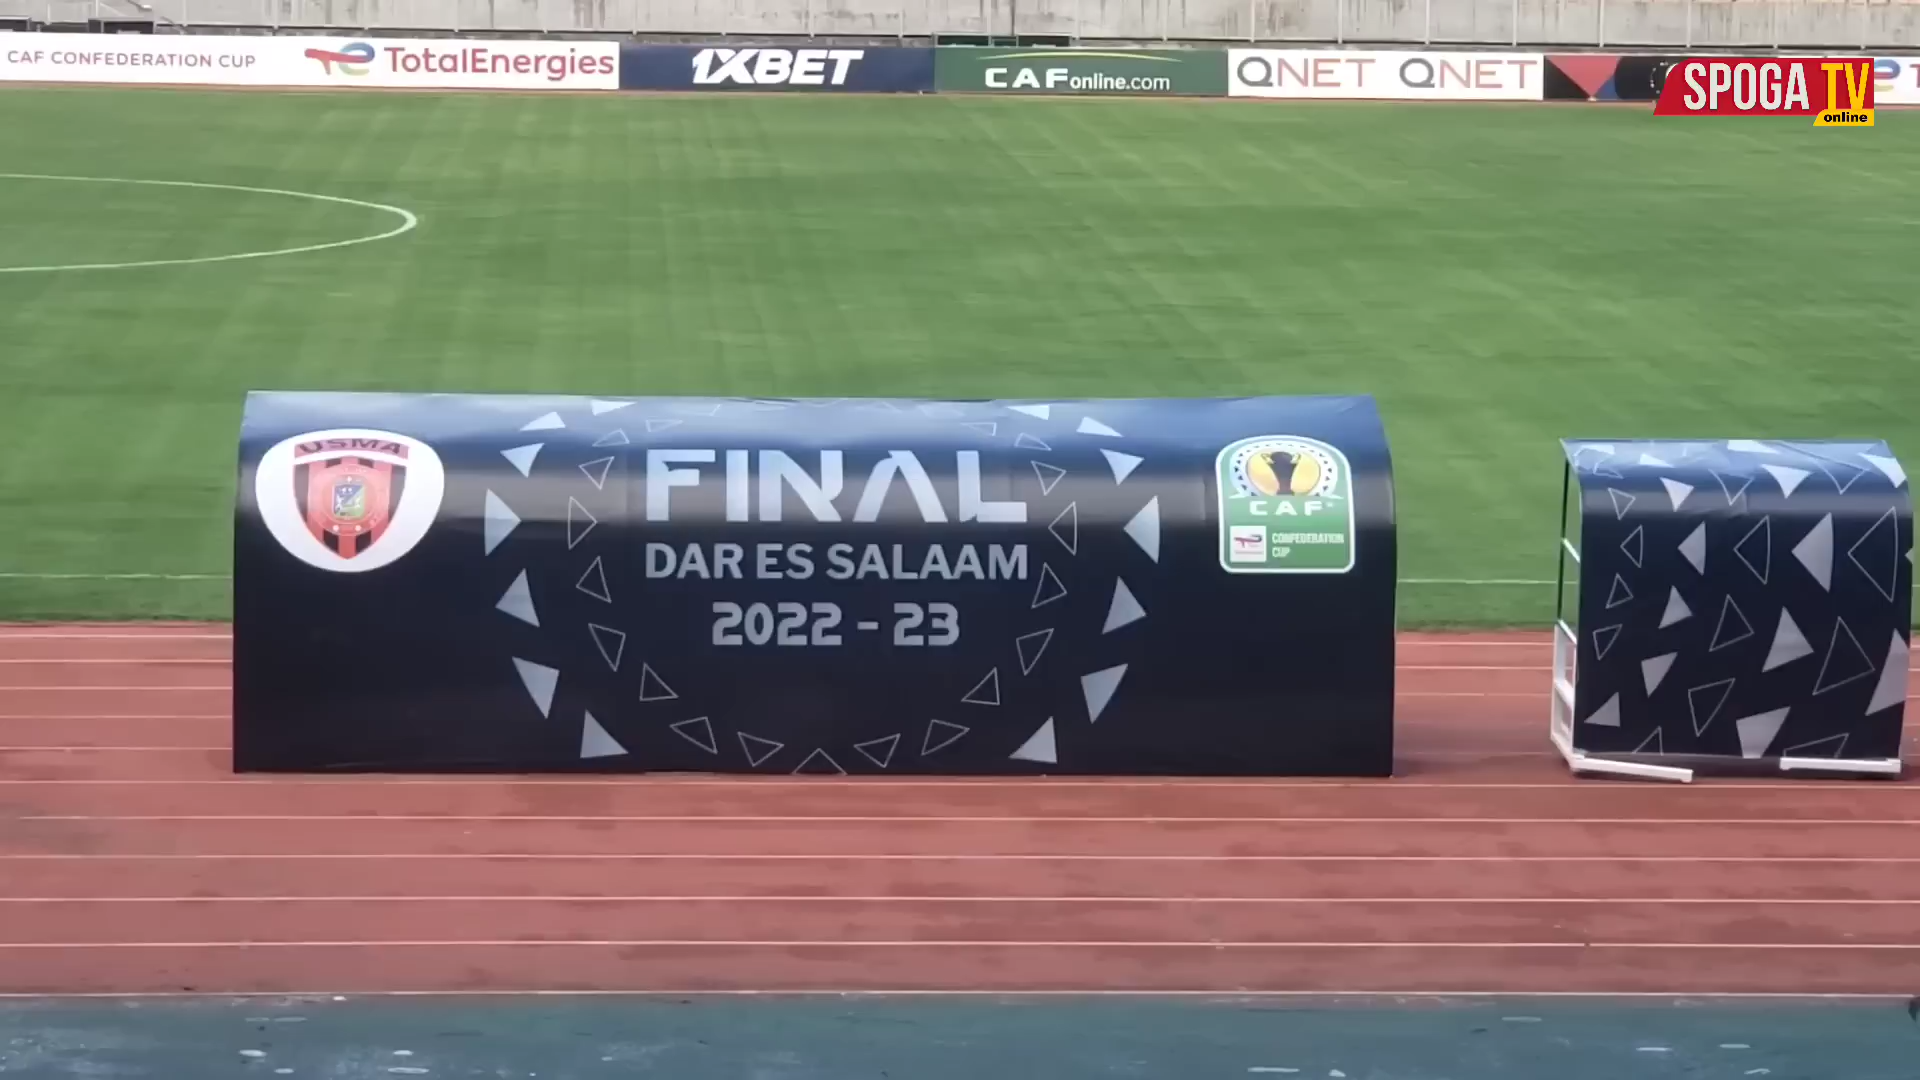 CAF CONFEDERATION CUP
TotalEnergies
1XBET
CAFonline.com
QNET QNET
SPOGA TV
online
USMA
FINAL
DAR ES SALAAM
2022 - 23
CAF
CONFEDERATION
CUP